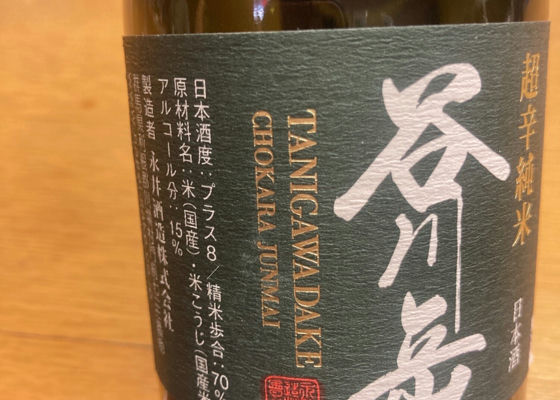 超辛純米
日本酒
谷川岳
TANIGAWADAKE
CHOKARA JUNMAI
日本酒度：プラス8／精米歩合：70%
原材料名：米（国産）・米こうじ（国産米
アルコール分：15%
製造者 永井酒造株式会社